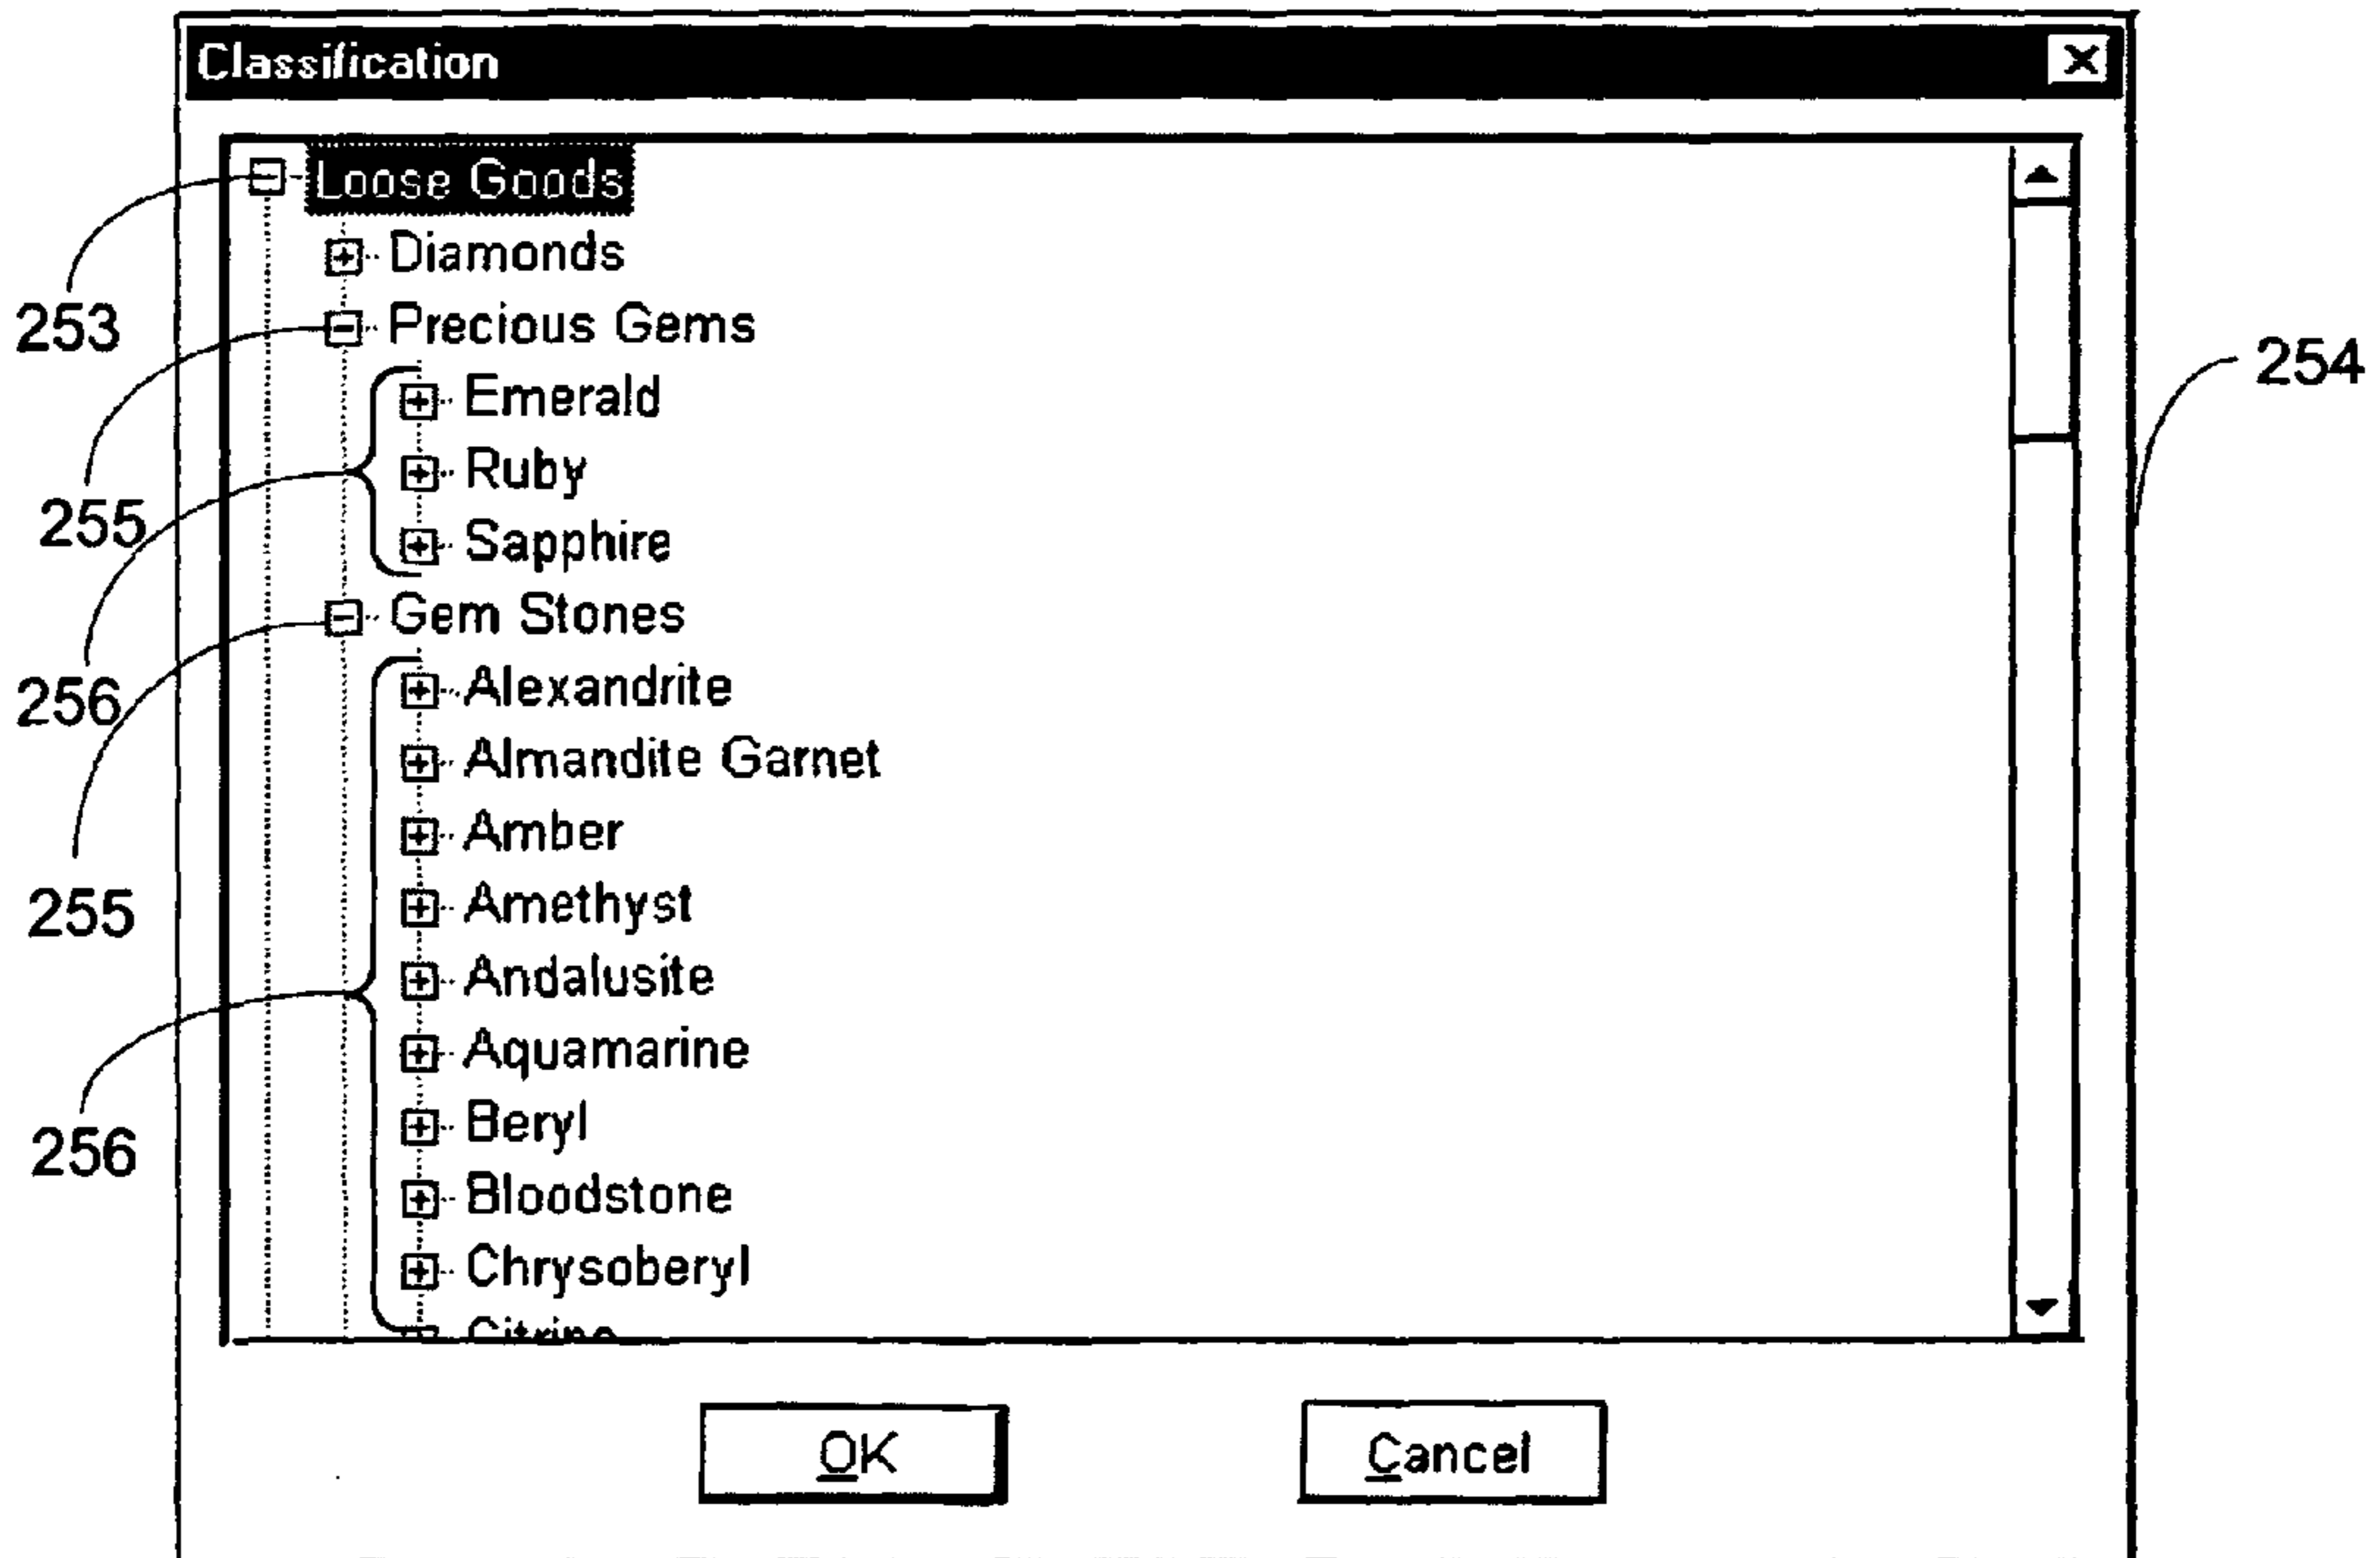 Classification
Loose Goods
Diamonds
253
Precious Gems
254
Emerald
Ruby
255
Sapphire
Gem Stones
256
Alexandrite
Almandite Garnet
Amber
255
Amethyst
Andalusite
Aquamarine
Beryl
256
Bloodstone
Chrysoberyl
Citrine
OK
Cancel